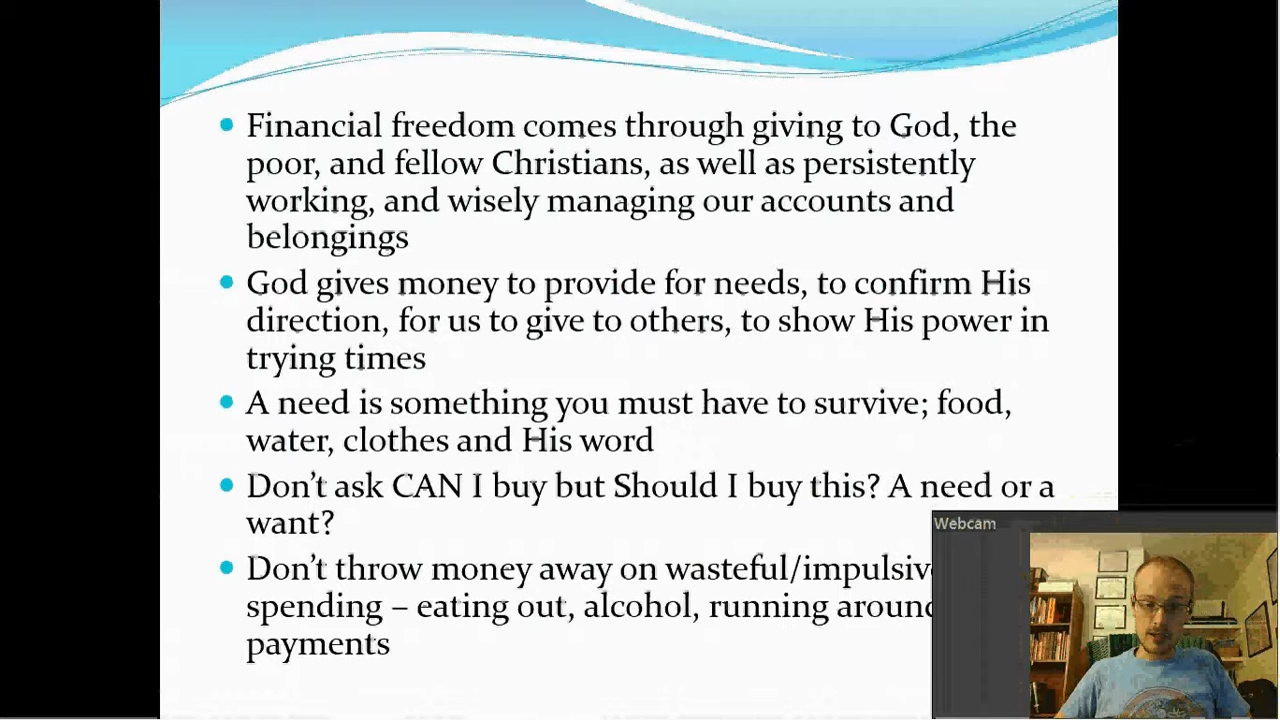 Financial freedom comes through giving to God, the
poor, and fellow Christians, as well as persistently
working, and wisely managing our accounts and
belongings
God gives money to provide for needs, to confirm His
direction, for us to give to others, to show His power in
trying times
A need is something you must have to survive; food,
water, clothes and His word
Don't ask CAN I buy but Should I buy this? A need or a
want?
Webcam
Don't throw money away on
spending – eating out, alcohol, running
payments